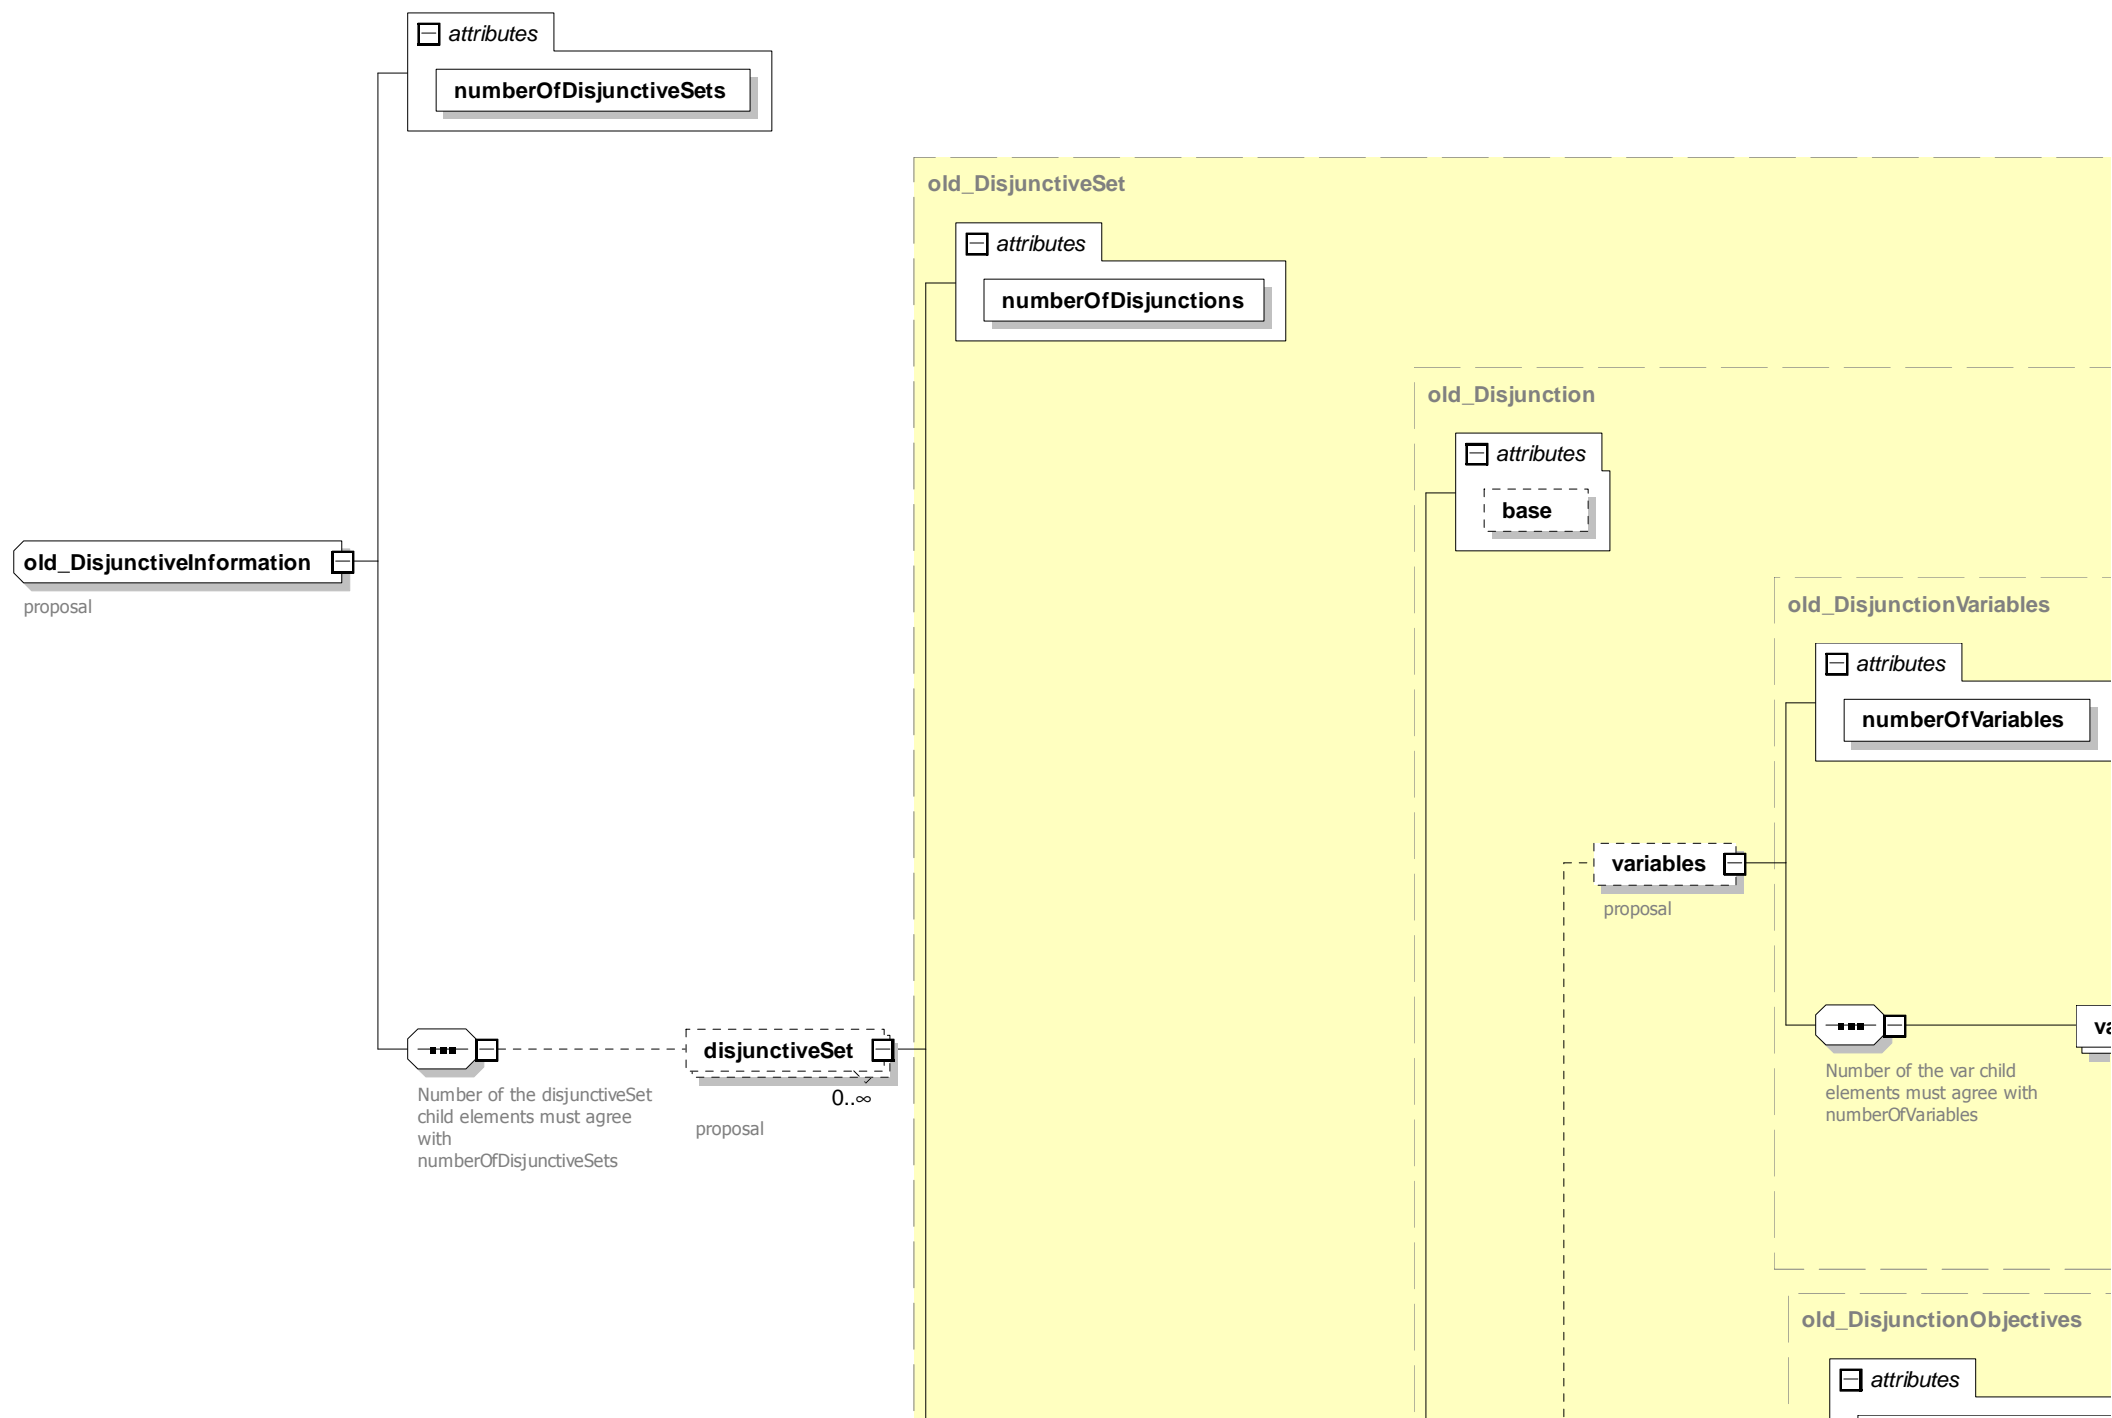 attributes
numberOfDisjunctiveSets
old_DisjunctiveSet
attributes
numberOfDisjunctions
old_Disjunction
attributes
base
old_DisjunctiveInformation
proposal
old_DisjunctionVariables
attributes
numberOfVariables
variables
proposal
disjunctiveSet
0..∞
proposal
Number of the disjunctiveSet
child elements must agree
with
numberOfDisjunctiveSets
Number of the var child
elements must agree with
numberOfVariables
old_DisjunctionObjectives
attributes